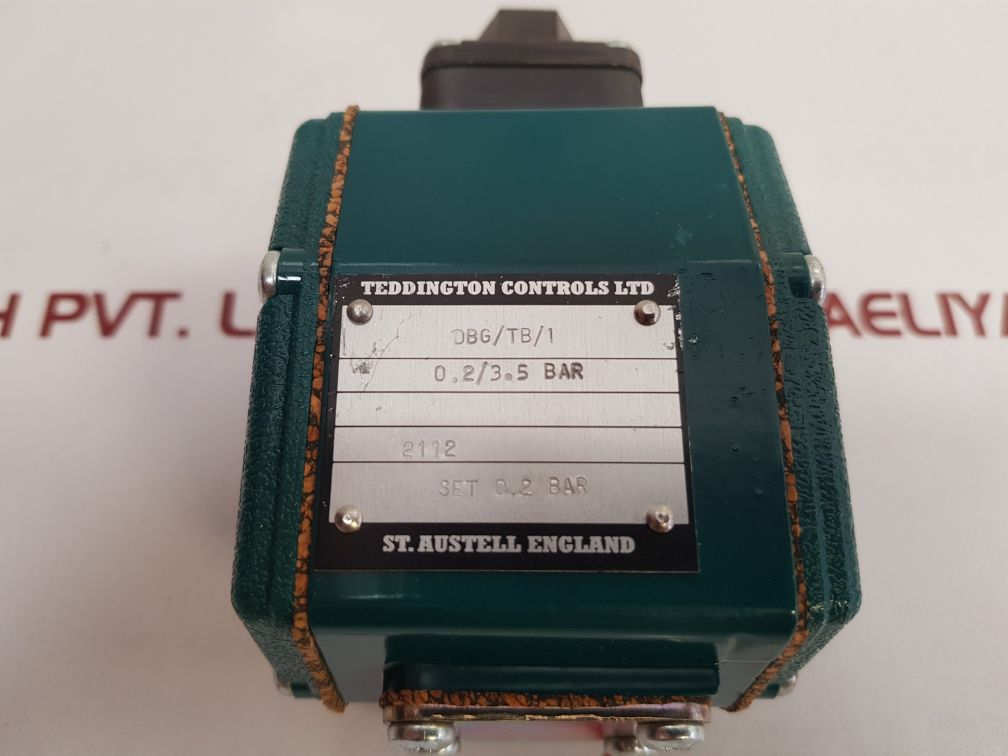 TEDDINGTON CONTROLS LTD
DBG/TB/1
0.2/3.5 BAR
2112
SET 0.2 BAR
ST. AUSTELL ENGLAND
H PVT. L AELIY